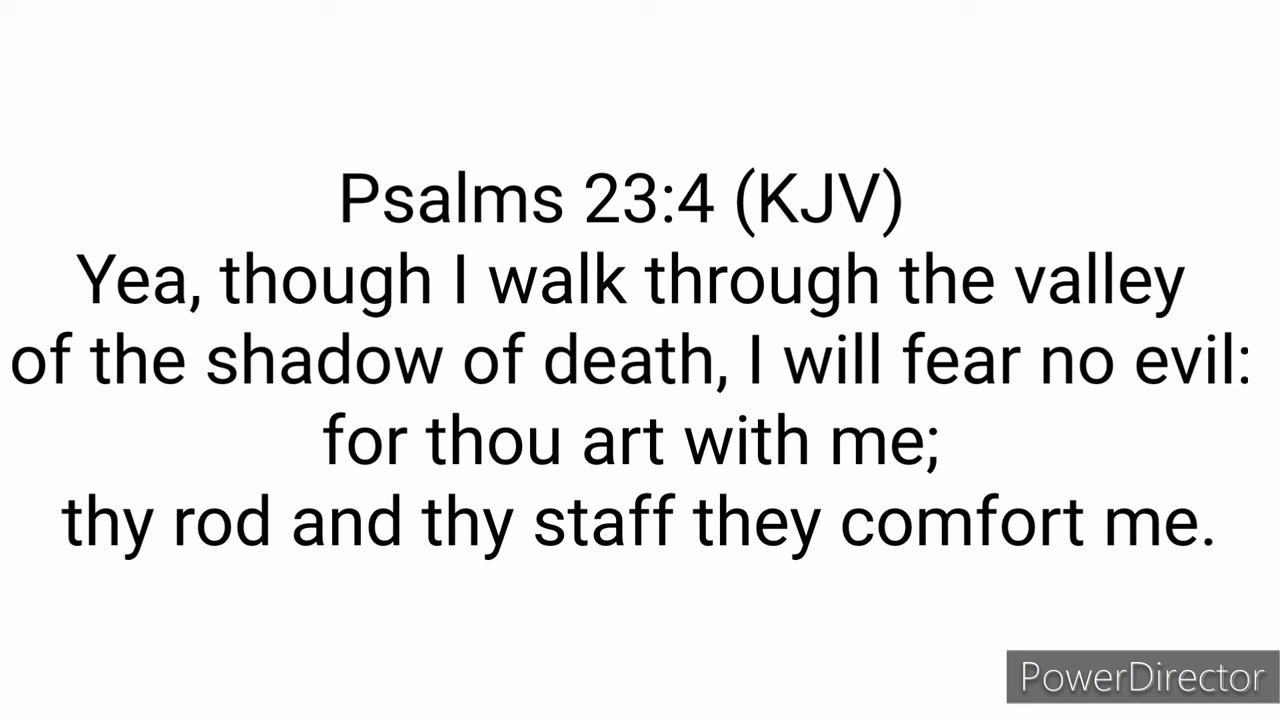 Psalms 23:4 (KJV)
Yea, though I walk through the valley
of the shadow of death, I will fear no evil:
for thou art with me;
thy rod and thy staff they comfort me.
PowerDirector